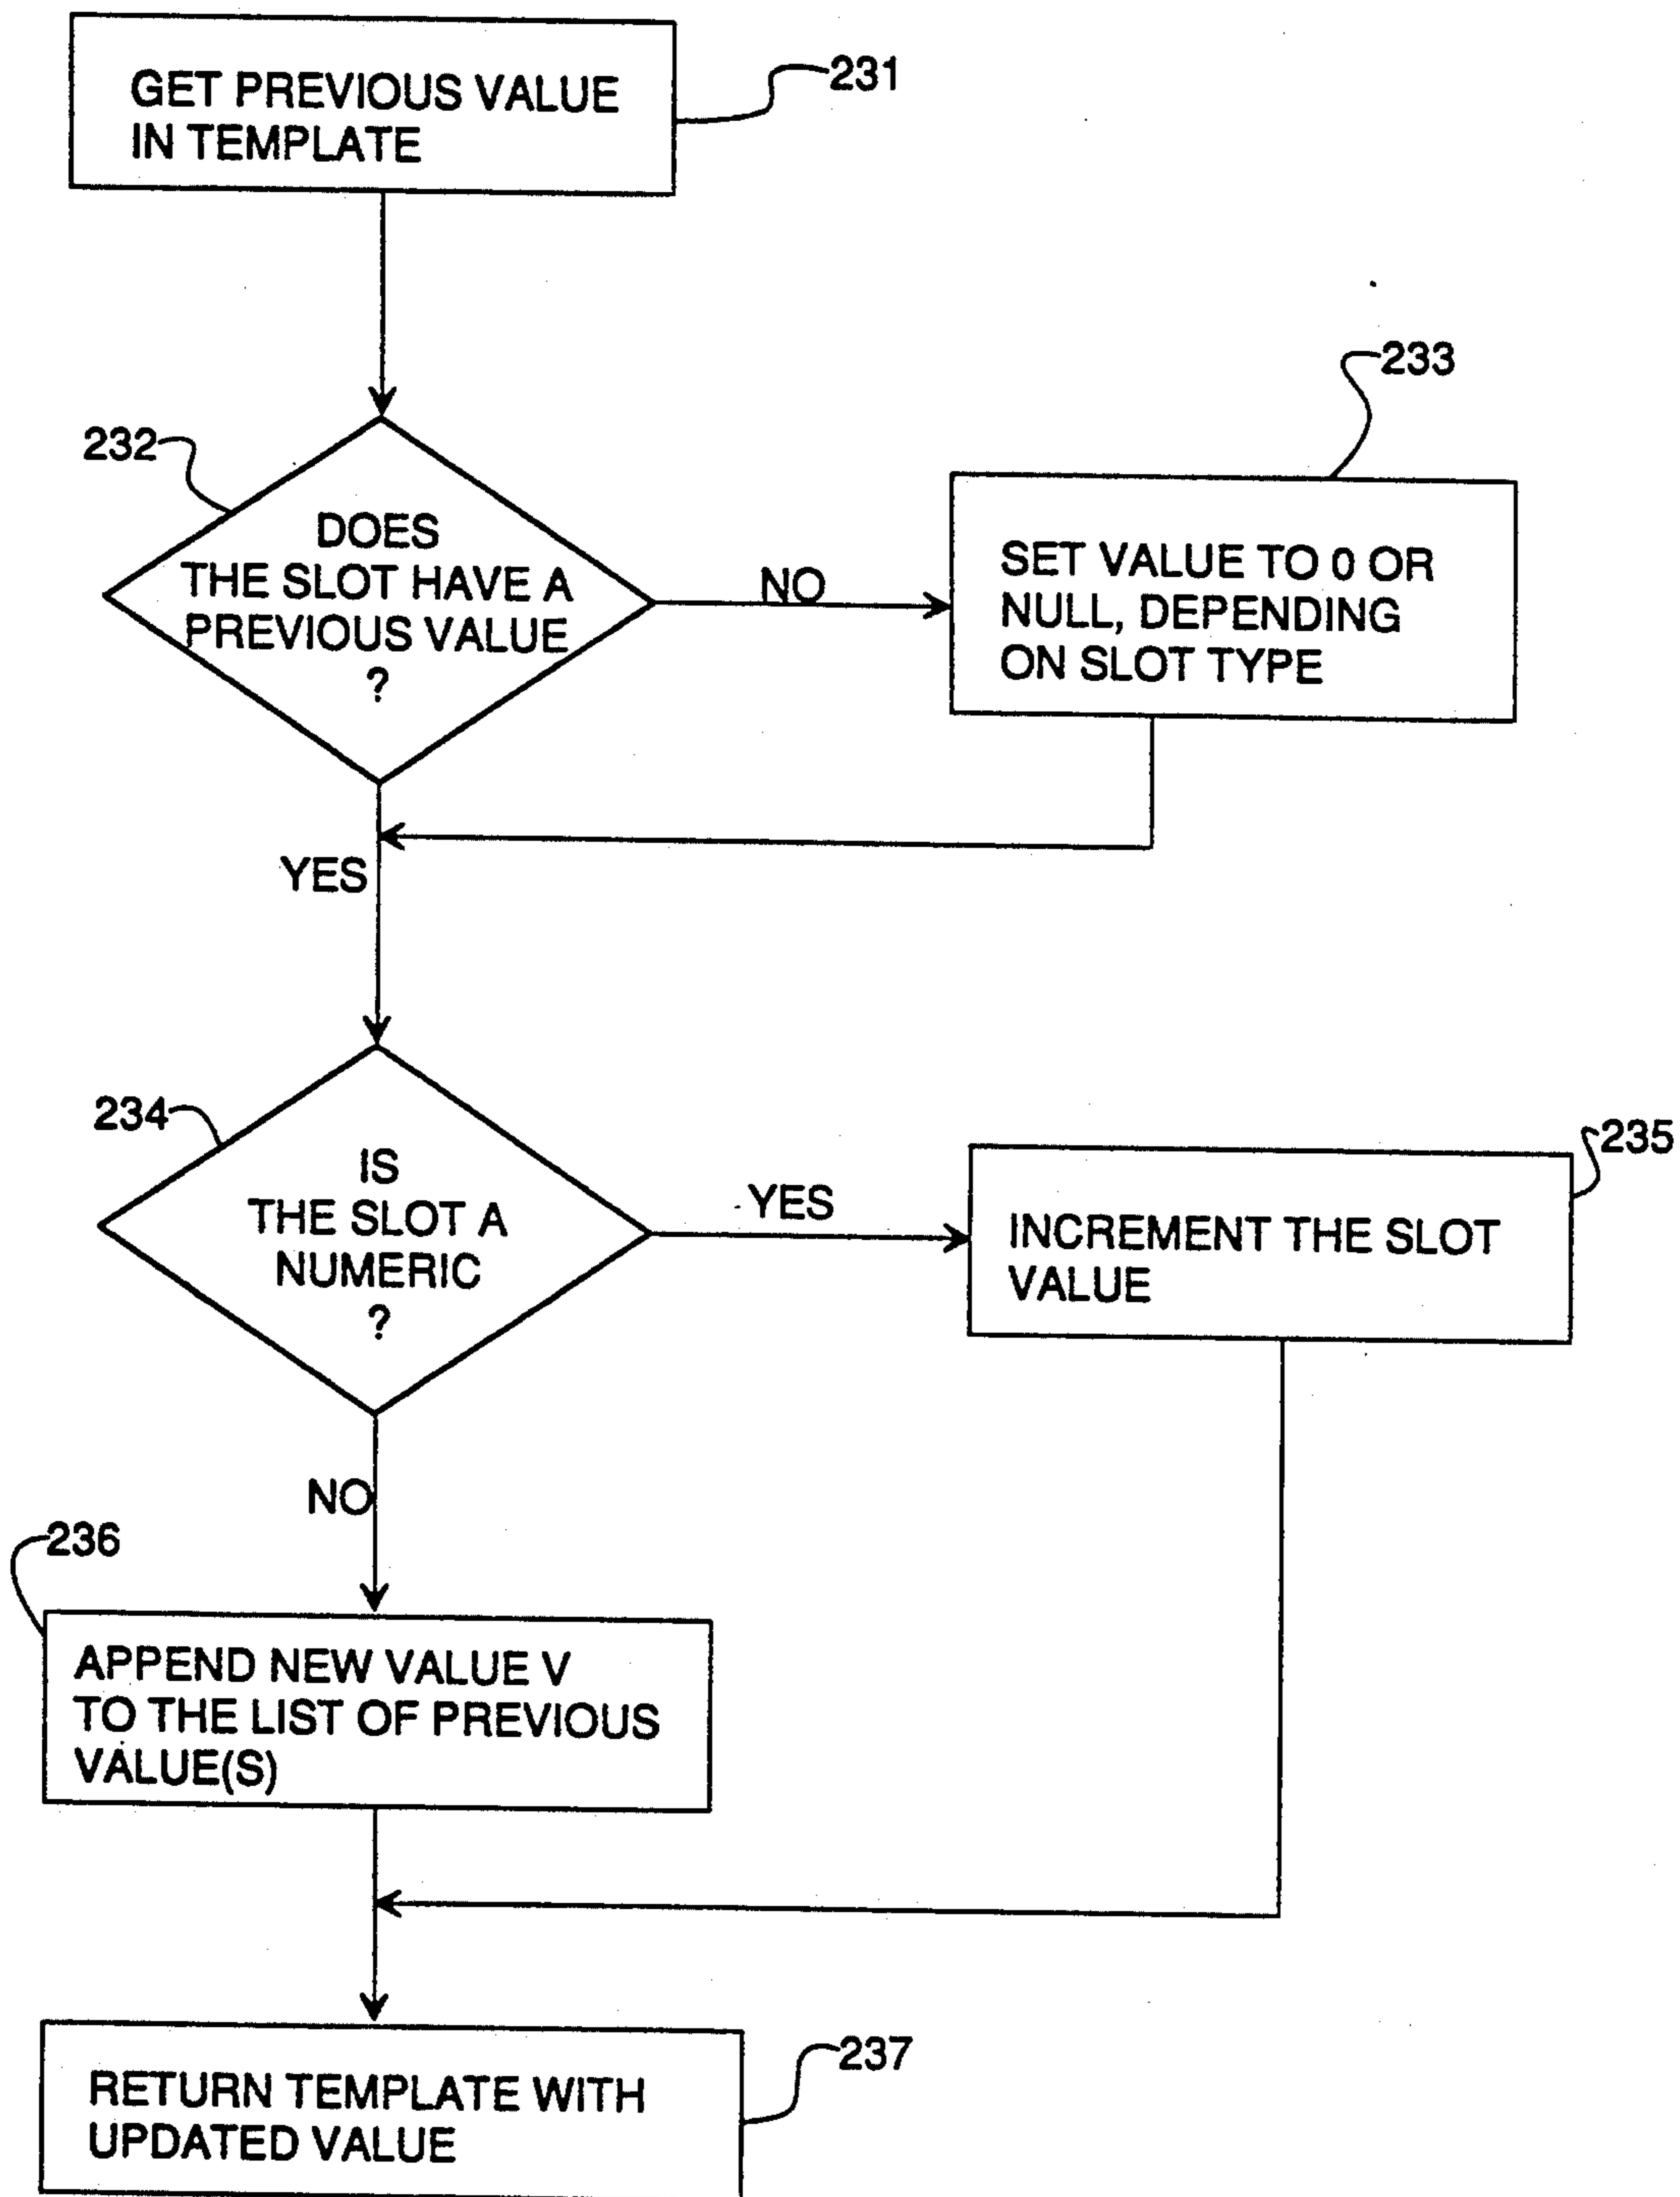 GET PREVIOUS VALUE
IN TEMPLATE
231
232
DOES
THE SLOT HAVE A
PREVIOUS VALUE
?
NO
233
SET VALUE TO 0 OR
NULL, DEPENDING
ON SLOT TYPE
YES
234
IS
THE SLOT A
NUMERIC
?
YES
235
INCREMENT THE SLOT
VALUE
NO
236
APPEND NEW VALUE V
TO THE LIST OF PREVIOUS
VALUE(S)
237
RETURN TEMPLATE WITH
UPDATED VALUE